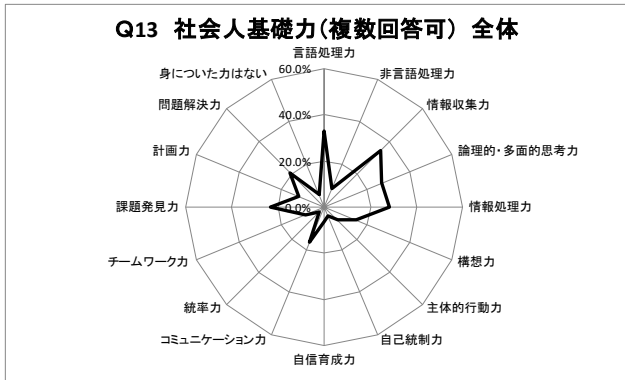 Q13 社会人基礎力(複数回答可) 全体
言語処理力
非言語処理力
情報収集力
論理的・多面的思考力
情報処理力
構想力
主体的行動力
自己統制力
自信育成力
コミュニケーション力
統率力
チームワーク力
課題発見力
計画力
問題解決力
身についた力はない
60.0%
40.0%
20.0%
0.0%